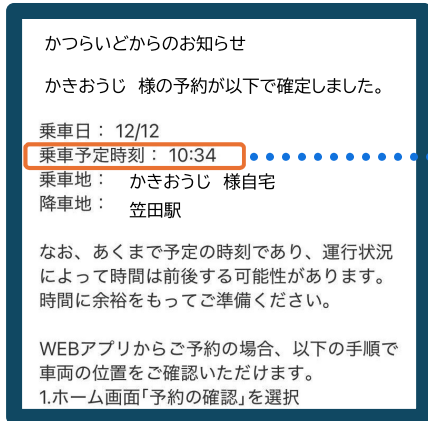 かつらいどからのお知らせ
かきおうじ 様の予約が以下で確定しました。
乗車日： 12/12
乗車予定時刻： 10:34
乗車地： かきおうじ 様自宅
降車地： 笠田駅
なお、あくまで予定の時刻であり、運行状況
によって時間は前後する可能性があります。
時間に余裕をもってご準備ください。
WEBアプリからご予約の場合、以下の手順で
車両の位置をご確認いただけます。
1.ホーム画面「予約の確認」を選択